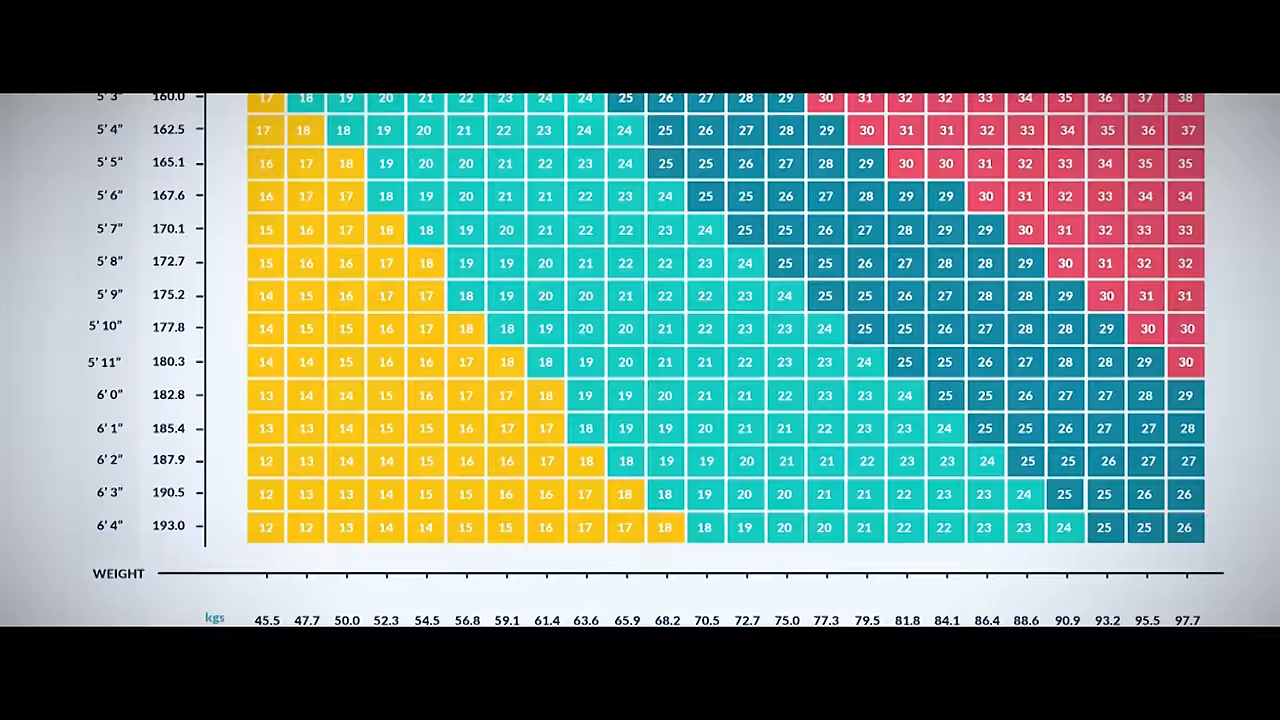 5' 3" 160.0 17 18 19 20 21 22 23 24 24 25 26 27 28 29 30 31 32 32 33 34 35 36 37 38
5' 4" 162.5 17 18 18 19 20 21 22 23 24 24 25 26 27 28 29 30 31 31 32 33 34 35 36 37
5' 5" 165.1 16 17 18 19 20 20 21 22 23 24 25 25 26 27 28 29 30 30 31 32 33 34 35 35
5' 6" 167.6 16 17 17 18 19 20 21 21 22 23 24 25 25 26 27 28 29 29 30 31 32 33 34 34
5' 7" 170.1 15 16 17 18 18 19 20 21 22 22 23 24 25 25 26 27 28 29 29 30 31 32 33 33
5' 8" 172.7 15 16 16 17 18 19 19 20 21 22 22 23 24 25 25 26 27 28 28 29 30 31 32 32
5' 9" 175.2 14 15 16 17 17 18 19 20 20 21 22 22 23 24 25 25 26 27 28 28 29 30 31 31
5' 10" 177.8 14 15 15 16 17 18 18 19 20 20 21 22 23 23 24 25 25 26 27 28 28 29 30 30
5' 11" 180.3 14 14 15 16 16 17 18 18 19 20 21 21 22 23 23 24 25 25 26 27 28 28 29 30
6' 0" 182.8 13 14 14 15 16 17 17 18 19 19 20 21 21 22 23 23 24 25 25 26 27 27 28 29
6' 1" 185.4 13 13 14 15 15 16 17 17 18 19 19 20 21 21 22 23 23 24 25 25 26 27 27 28
6' 2" 187.9 12 13 14 14 15 16 16 17 18 18 19 19 20 21 21 22 23 23 24 25 25 26 27 27
6' 3" 190.5 12 13 13 14 15 15 16 16 17 18 18 19 20 20 21 21 22 23 23 24 25 25 26 26
6' 4" 193.0 12 12 13 14 14 15 15 16 17 17 18 18 19 20 20 21 22 22 23 23 24 25 25 26
WEIGHT
kgs 45.5 47.7 50.0 52.3 54.5 56.8 59.1 61.4 63.6 65.9 68.2 70.5 72.7 75.0 77.3 79.5 81.8 84.1 86.4 88.6 90.9 93.2 95.5 97.7